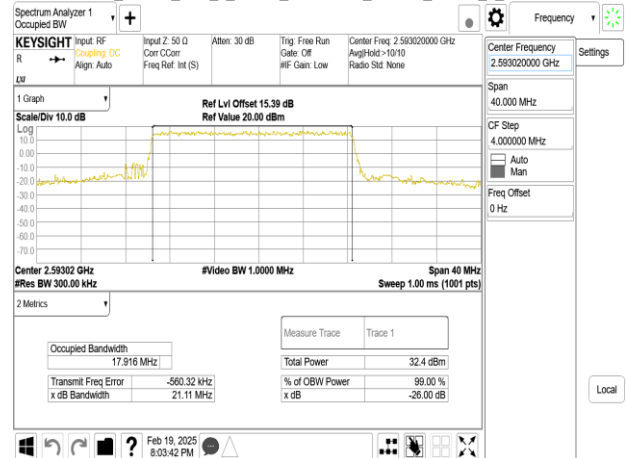 Spectrum Analyzer 1
Occupied BW
Frequency
KEYSIGHT
R
Input: RF
Coupling: DC
Align: Auto
Input Z: 50 Ω
Corr CCorr
Freq Ref: Int (S)
Atten: 30 dB
Trig: Free Run
Gate: Off
#IF Gain: Low
Center Freq: 2.593020000 GHz
Avg|Hold:>10/10
Radio Std: None
Center Frequency
2.593020000 GHz
Settings
Span
40.000 MHz
CF Step
4.000000 MHz
Auto
Man
Freq Offset
0 Hz
Local
1 Graph
Scale/Div 10.0 dB
Ref Lvl Offset 15.39 dB
Ref Value 20.00 dBm
Log
10.0
0.00
-10.0
-20.0
-30.0
-40.0
-50.0
-60.0
-70.0
Center 2.59302 GHz
#Video BW 1.0000 MHz
Span 40 MHz
#Res BW 300.00 kHz
Sweep 1.00 ms (1001 pts)
2 Metrics
Measure Trace
Trace 1
Occupied Bandwidth
17.916 MHz
Total Power
32.4 dBm
Transmit Freq Error
-560.32 kHz
% of OBW Power
99.00 %
x dB Bandwidth
21.11 MHz
x dB
-26.00 dB
?
Feb 19, 2025
8:03:42 PM